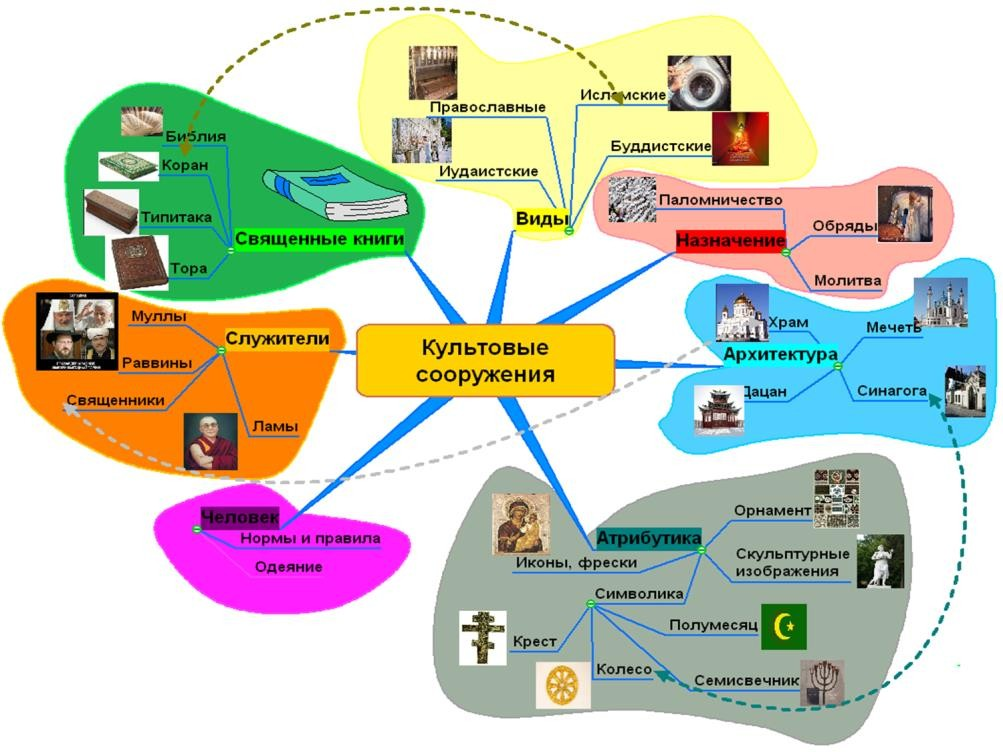 Культовые
сооружения
Виды
Православные
Исламские
Иудаистские
Буддистские
Назначение
Паломничество
Обряды
Молитва
Архитектура
Храм
Мечеть
Дацан
Синагога
Атрибутика
Орнамент
Скульптурные
изображения
Иконы, фрески
Символика
Крест
Полумесяц
Колесо
Семисвечник
Человек
Нормы и правила
Одеяние
Служители
Муллы
Раввины
Священники
Ламы
Священные книги
Библия
Коран
Типитака
Тора